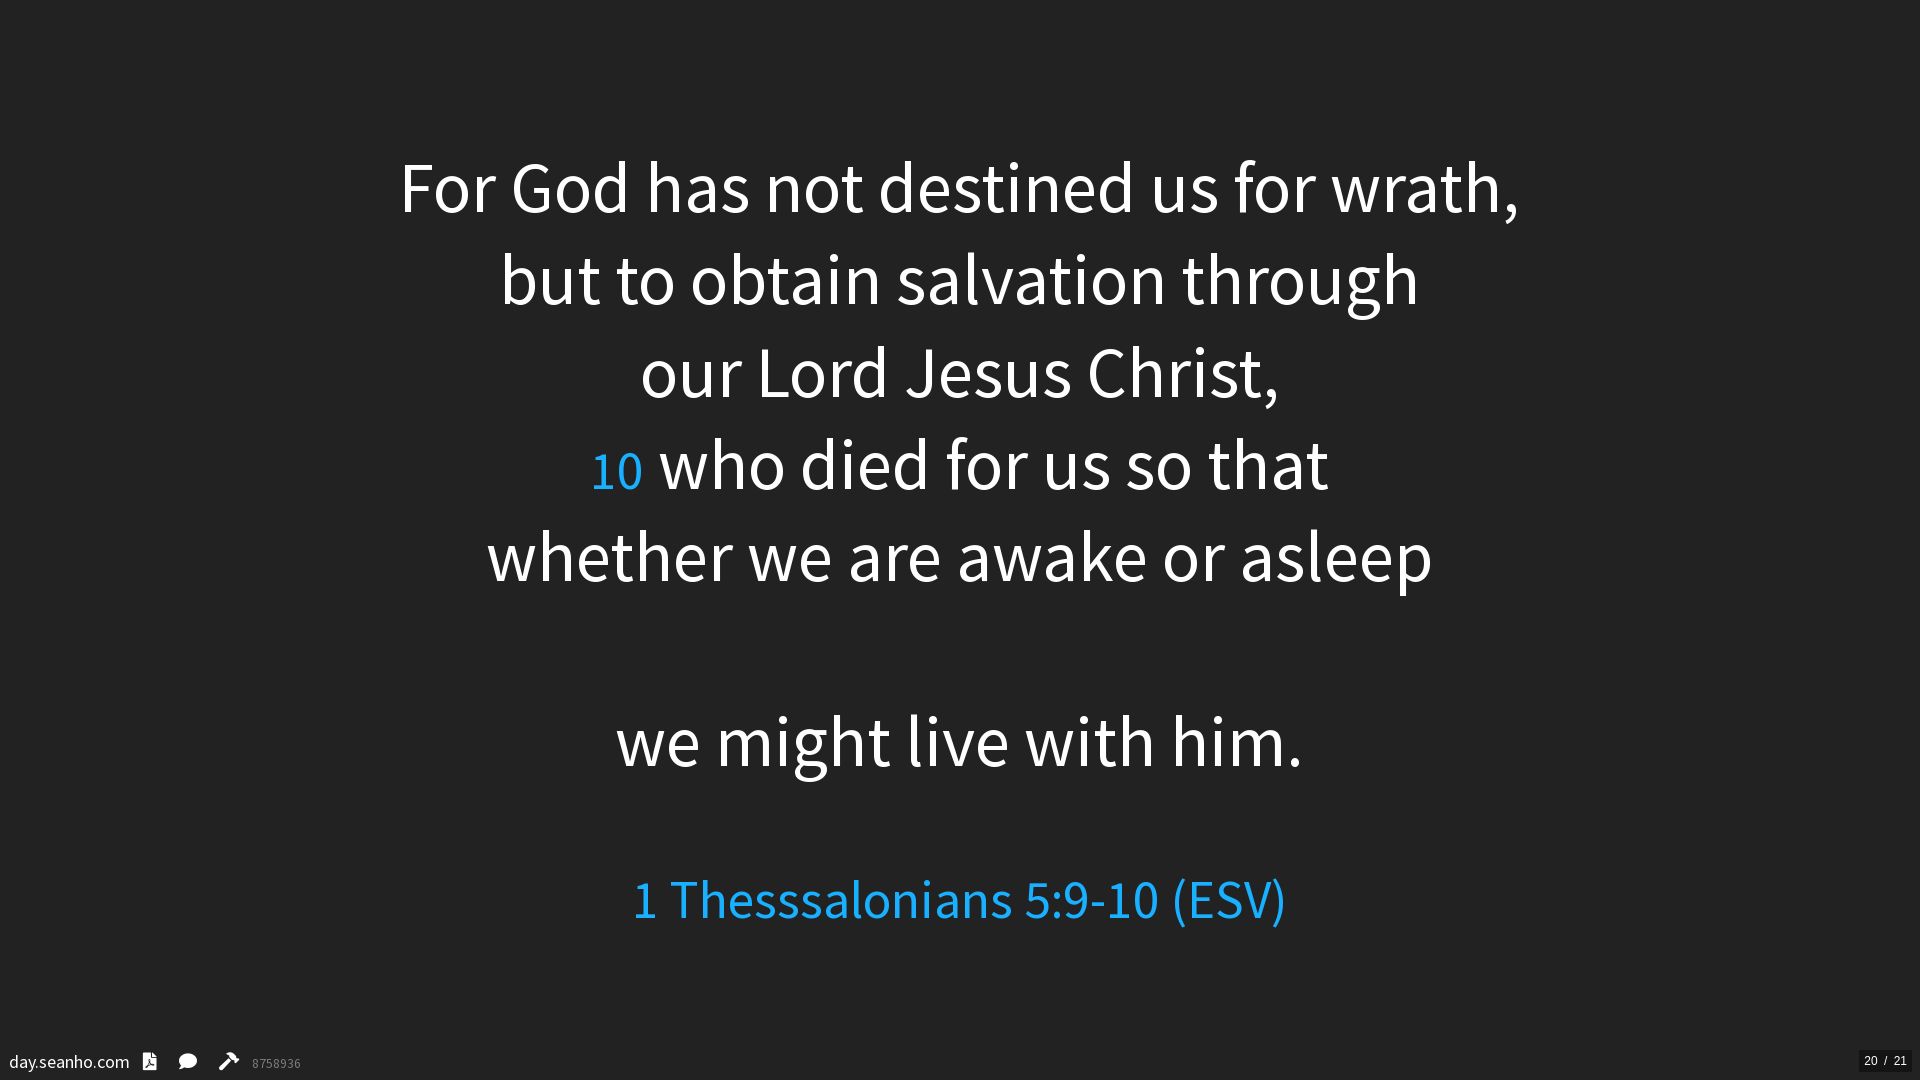 For God has not destined us for wrath,
but to obtain salvation through
our Lord Jesus Christ,
10 who died for us so that
whether we are awake or asleep
we might live with him.
1 Thesssalonians 5:9-10 (ESV)
day.seanho.com 8758936
20 / 21